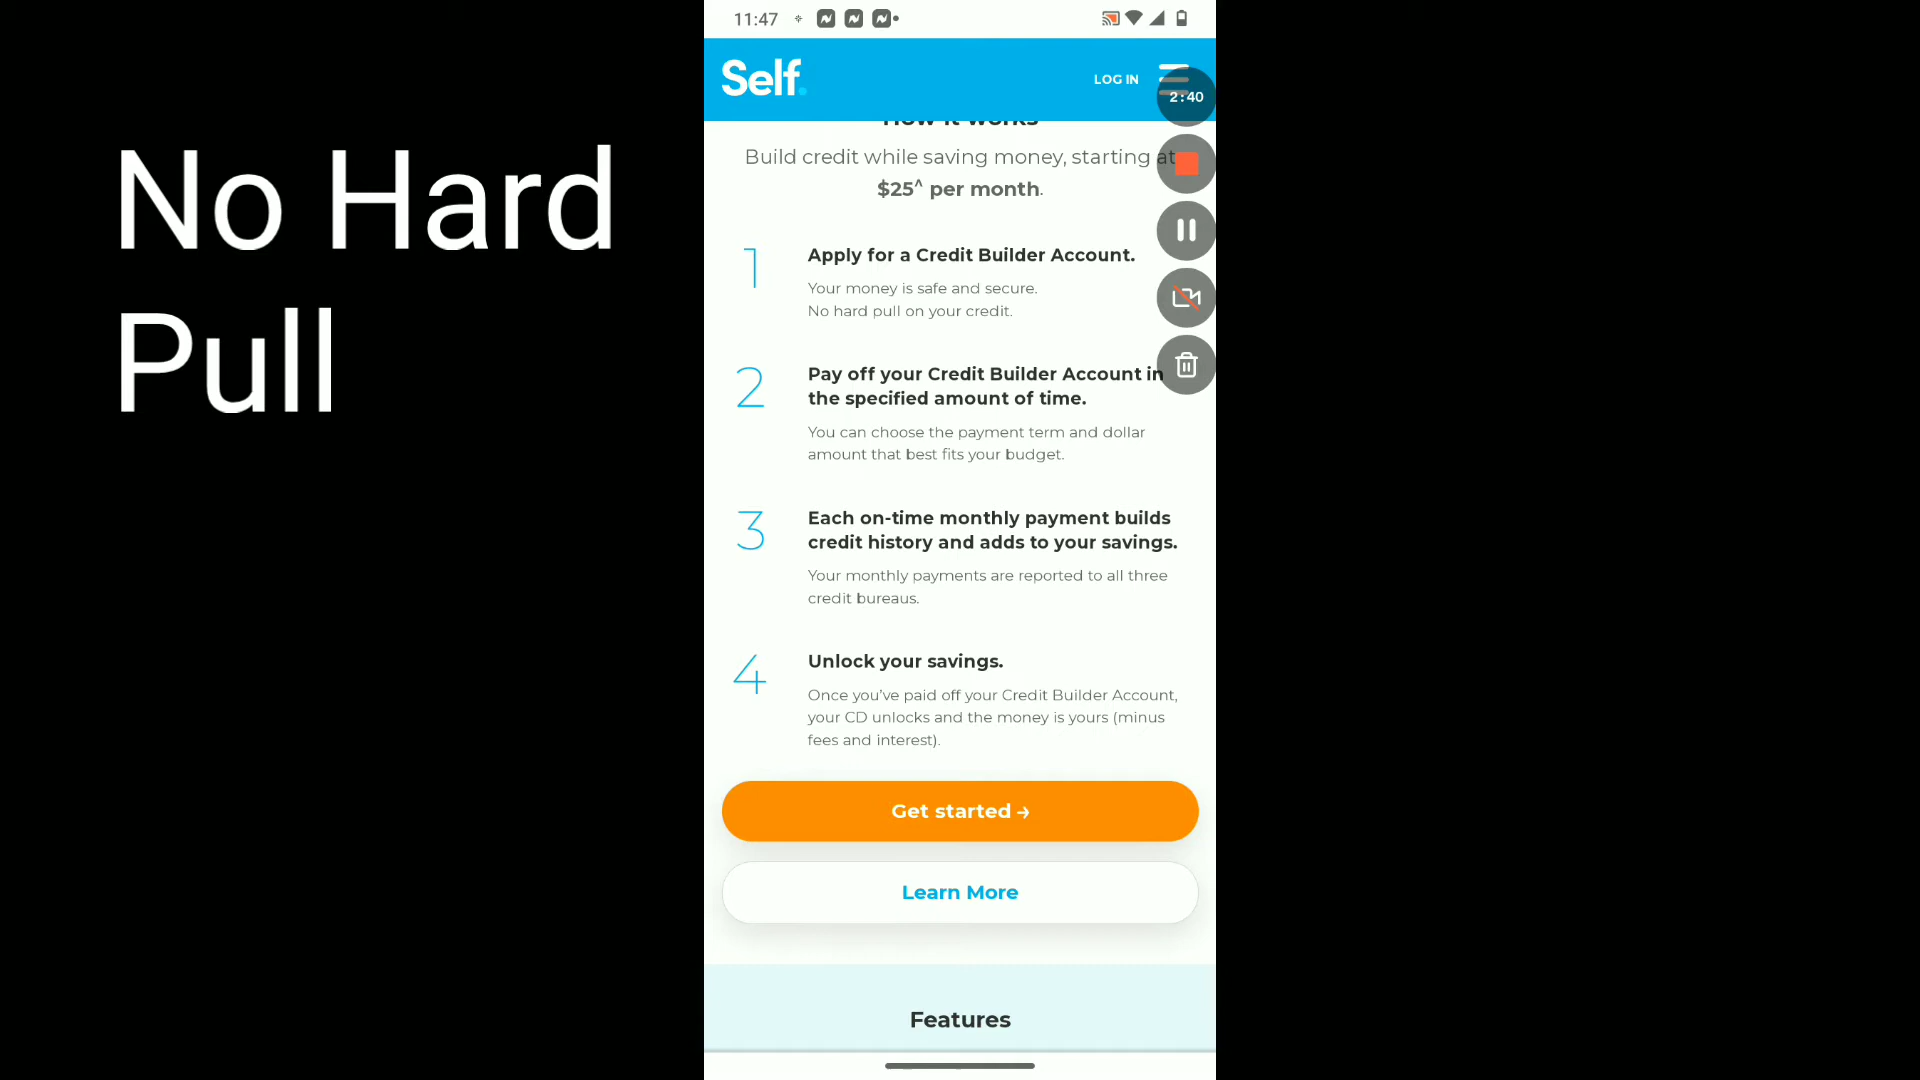 No Hard
Pull
11:47
Self.
LOG IN
2:40
How it works
Build credit while saving money, starting at
$25^ per month.
1
Apply for a Credit Builder Account.
Your money is safe and secure.
No hard pull on your credit.
2
Pay off your Credit Builder Account in
the specified amount of time.
You can choose the payment term and dollar
amount that best fits your budget.
3
Each on-time monthly payment builds
credit history and adds to your savings.
Your monthly payments are reported to all three
credit bureaus.
4
Unlock your savings.
Once you’ve paid off your Credit Builder Account,
your CD unlocks and the money is yours (minus
fees and interest).
Get started →
Learn More
Features